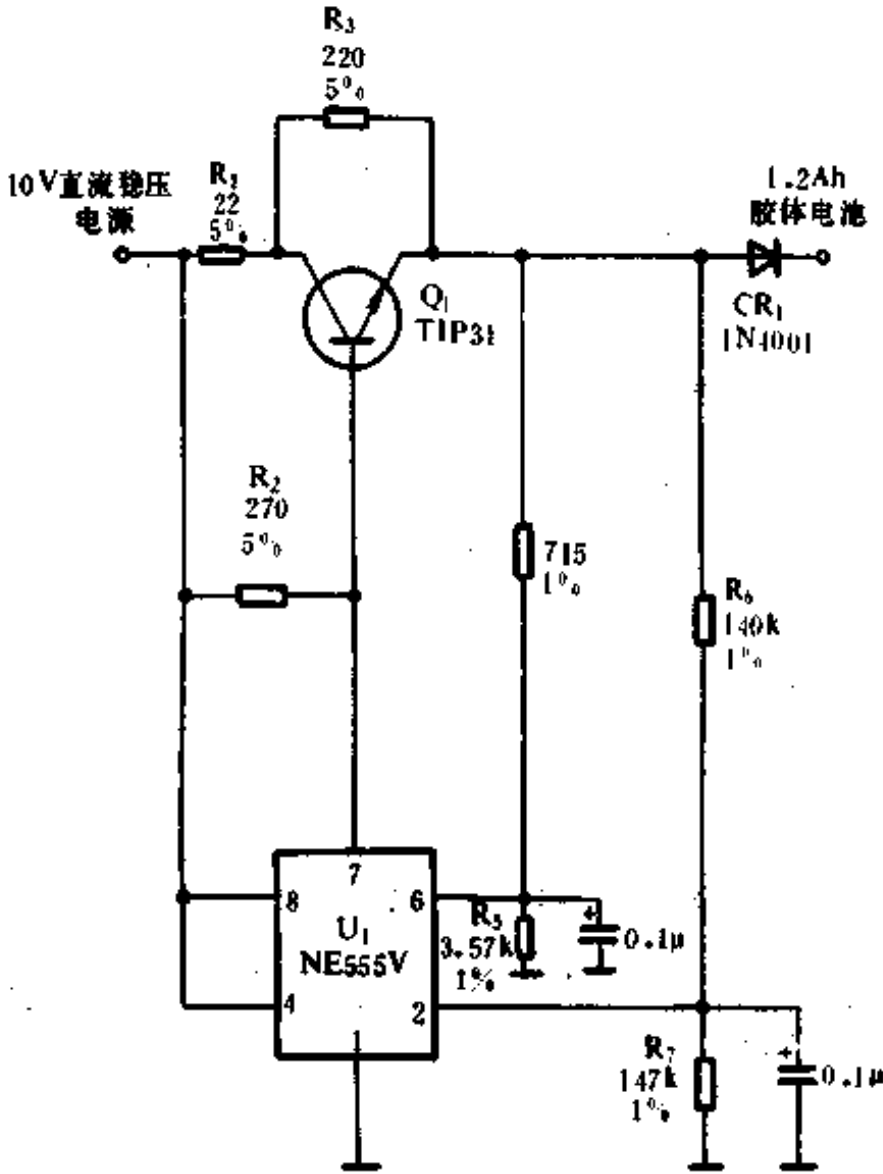 R₃
220
5%
10V直流稳压
电源
R₁
22
5%
1.2Ah
胶体电池
Q₁
TIP31
CR₁
1N4001
R₂
270
5%
715
1%
R₆
140k
1%
7
8
6
U₁
NE555V
4
2
1
R₅
3.57k
1%
+
0.1μ
R₇
147k
1%
+
0.1μ